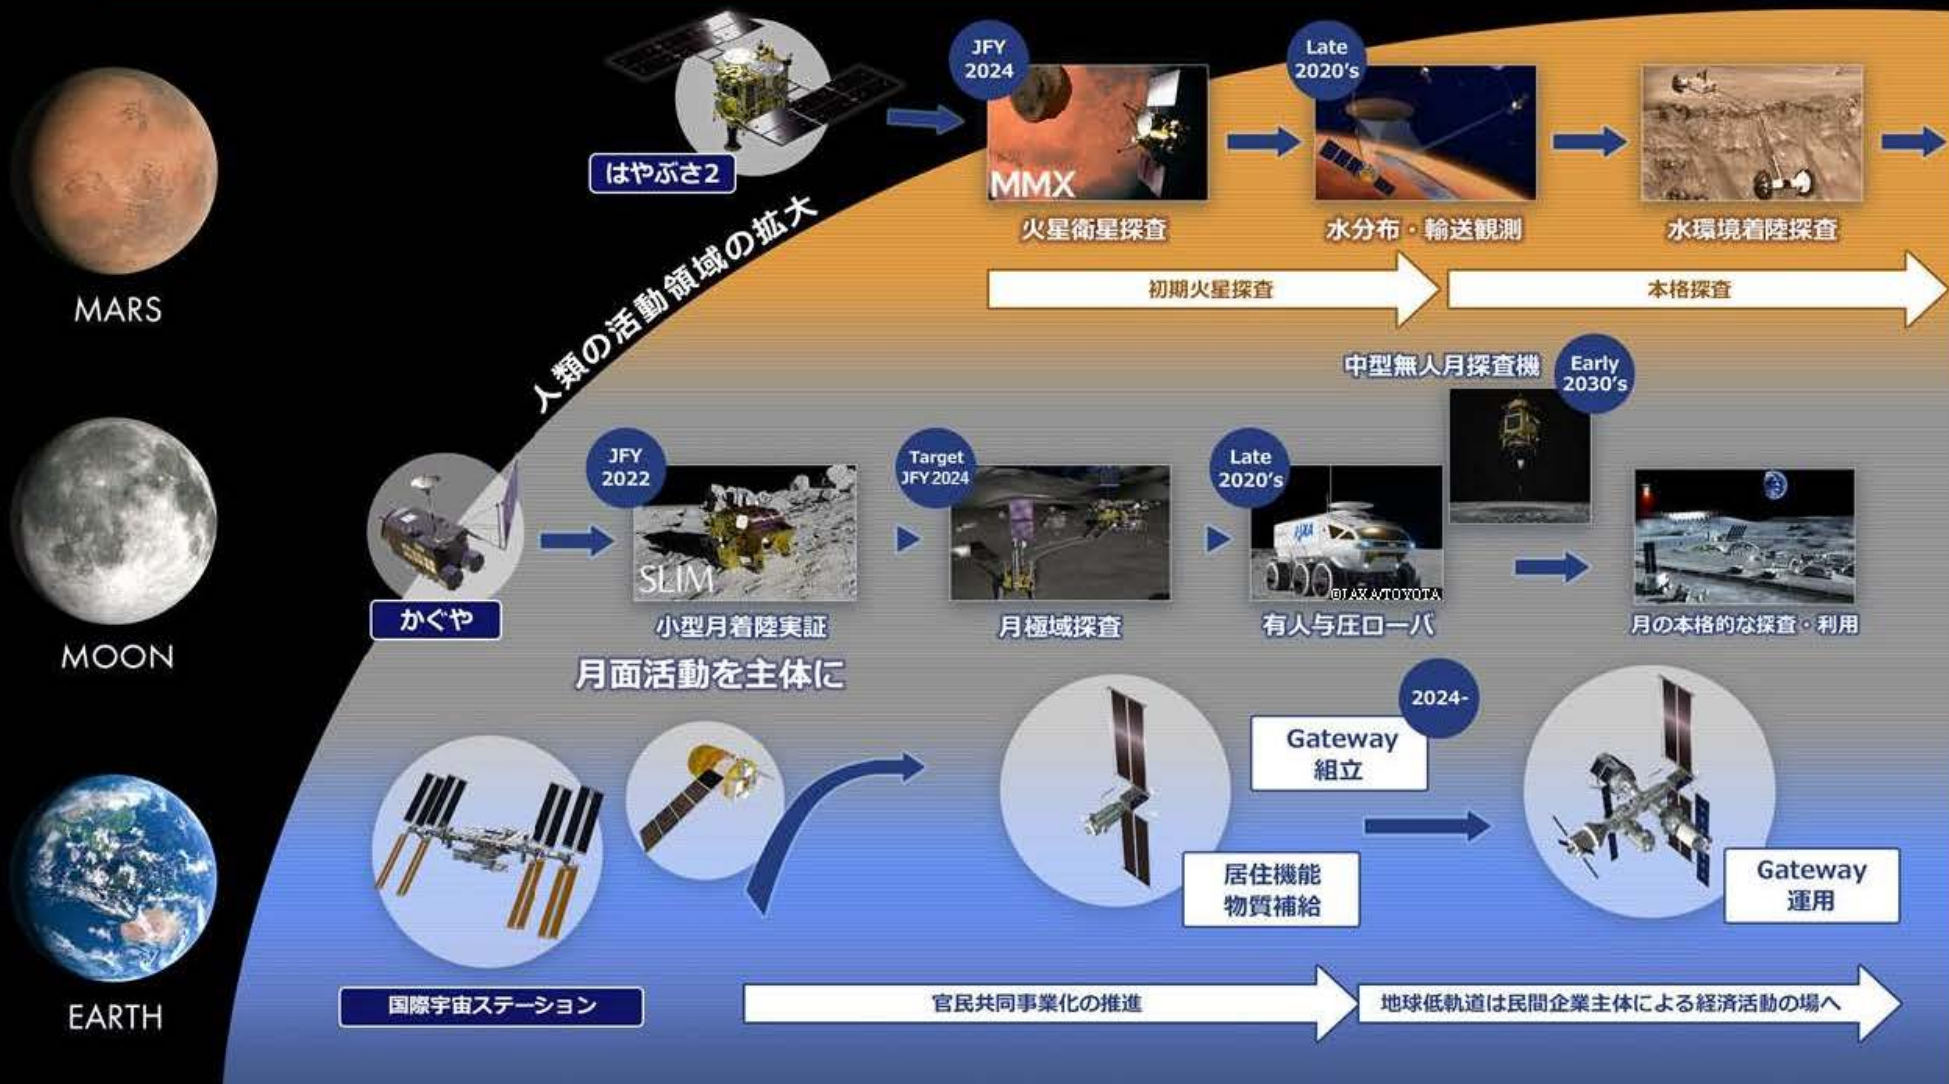 JFY
2024
Late
2020's
MMX
はやぶさ2
火星衛星探査
水分布・輸送観測
水環境着陸探査
人類の活動領域の拡大
初期火星探査
本格探査
MARS
中型無人月探査機
Early
2030's
JFY
2022
Target
JFY 2024
Late
2020's
JAXA
SLIM
©JAXA/TOYOTA
かぐや
小型月着陸実証
月極域探査
有人与圧ローバ
月の本格的な探査・利用
MOON
月面活動を主体に
2024-
Gateway
組立
居住機能
物質補給
Gateway
運用
国際宇宙ステーション
官民共同事業化の推進
地球低軌道は民間企業主体による経済活動の場へ
EARTH